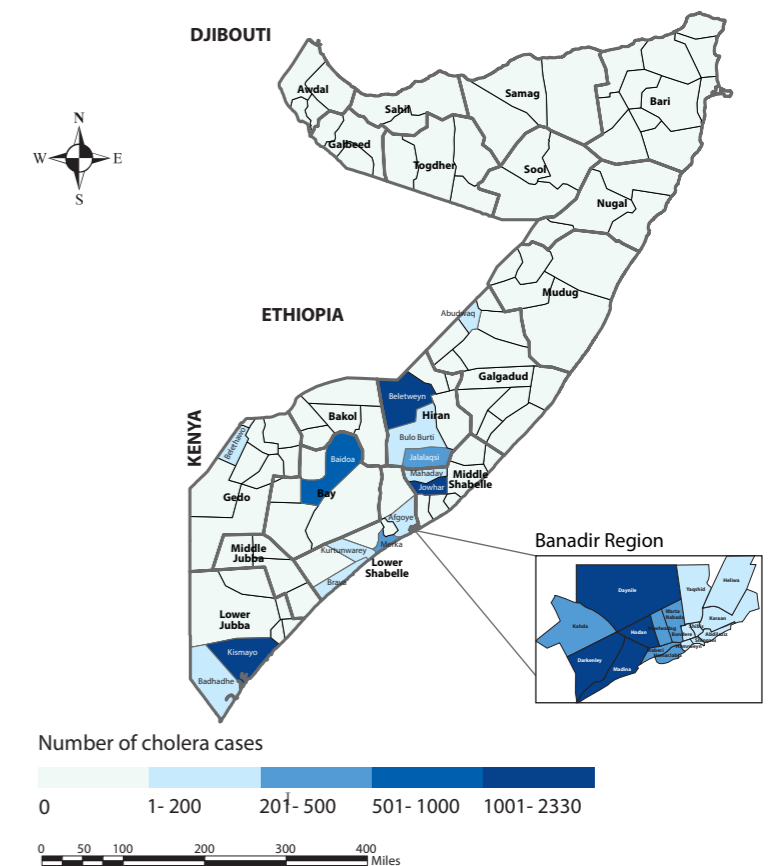 DJIBOUTI
N
W E
S
Awdal
Sahil
Samag
Bari
Galbeed
Togdher
Sool
Nugal
Mudug
ETHIOPIA
Abudwaq
Galgadud
Beletweyn
Hiran
KENYA
Bakol
Bulo Burti
Belethawo
Baidoa
Jalalaqsi
Mahaday
Middle
Shabelle
Jowhar
Gedo
Bay
Afgoye
Merka
Kurtunwarey
Middle
Jubba
Lower
Shabelle
Brava
Lower
Jubba
Kismayo
Badhadhe
Banadir Region
Daynile
Yaqshid
Heliwa
Karaan
Kahda
Hodan
Darkenley
Madina
Number of cholera cases
0 1- 200 201- 500 501- 1000 1001- 2330
0 50 100 200 300 400
Miles